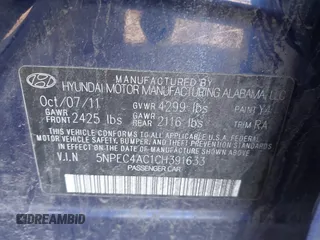 MANUFACTURED BY
HYUNDAI MOTOR MANUFACTURING ALABAMA, LLC
Oct/07/11 GVWR 4299 lbs PAINT Y4
GAWR FRONT 2425 lbs GAWR REAR 2116 lbs TRIM RA
THIS VEHICLE CONFORMS TO ALL APPLICABLE U.S.A. FEDERAL
MOTOR VEHICLE SAFETY, BUMPER, AND THEFT PREVENTION
STANDARDS IN EFFECT ON THE DATE OF MANUFACTURE SHOWN ABOVE.
V.I.N 5NPEC4AC1CH391633
PASSENGER CAR
DREAMBID
dreambid.com